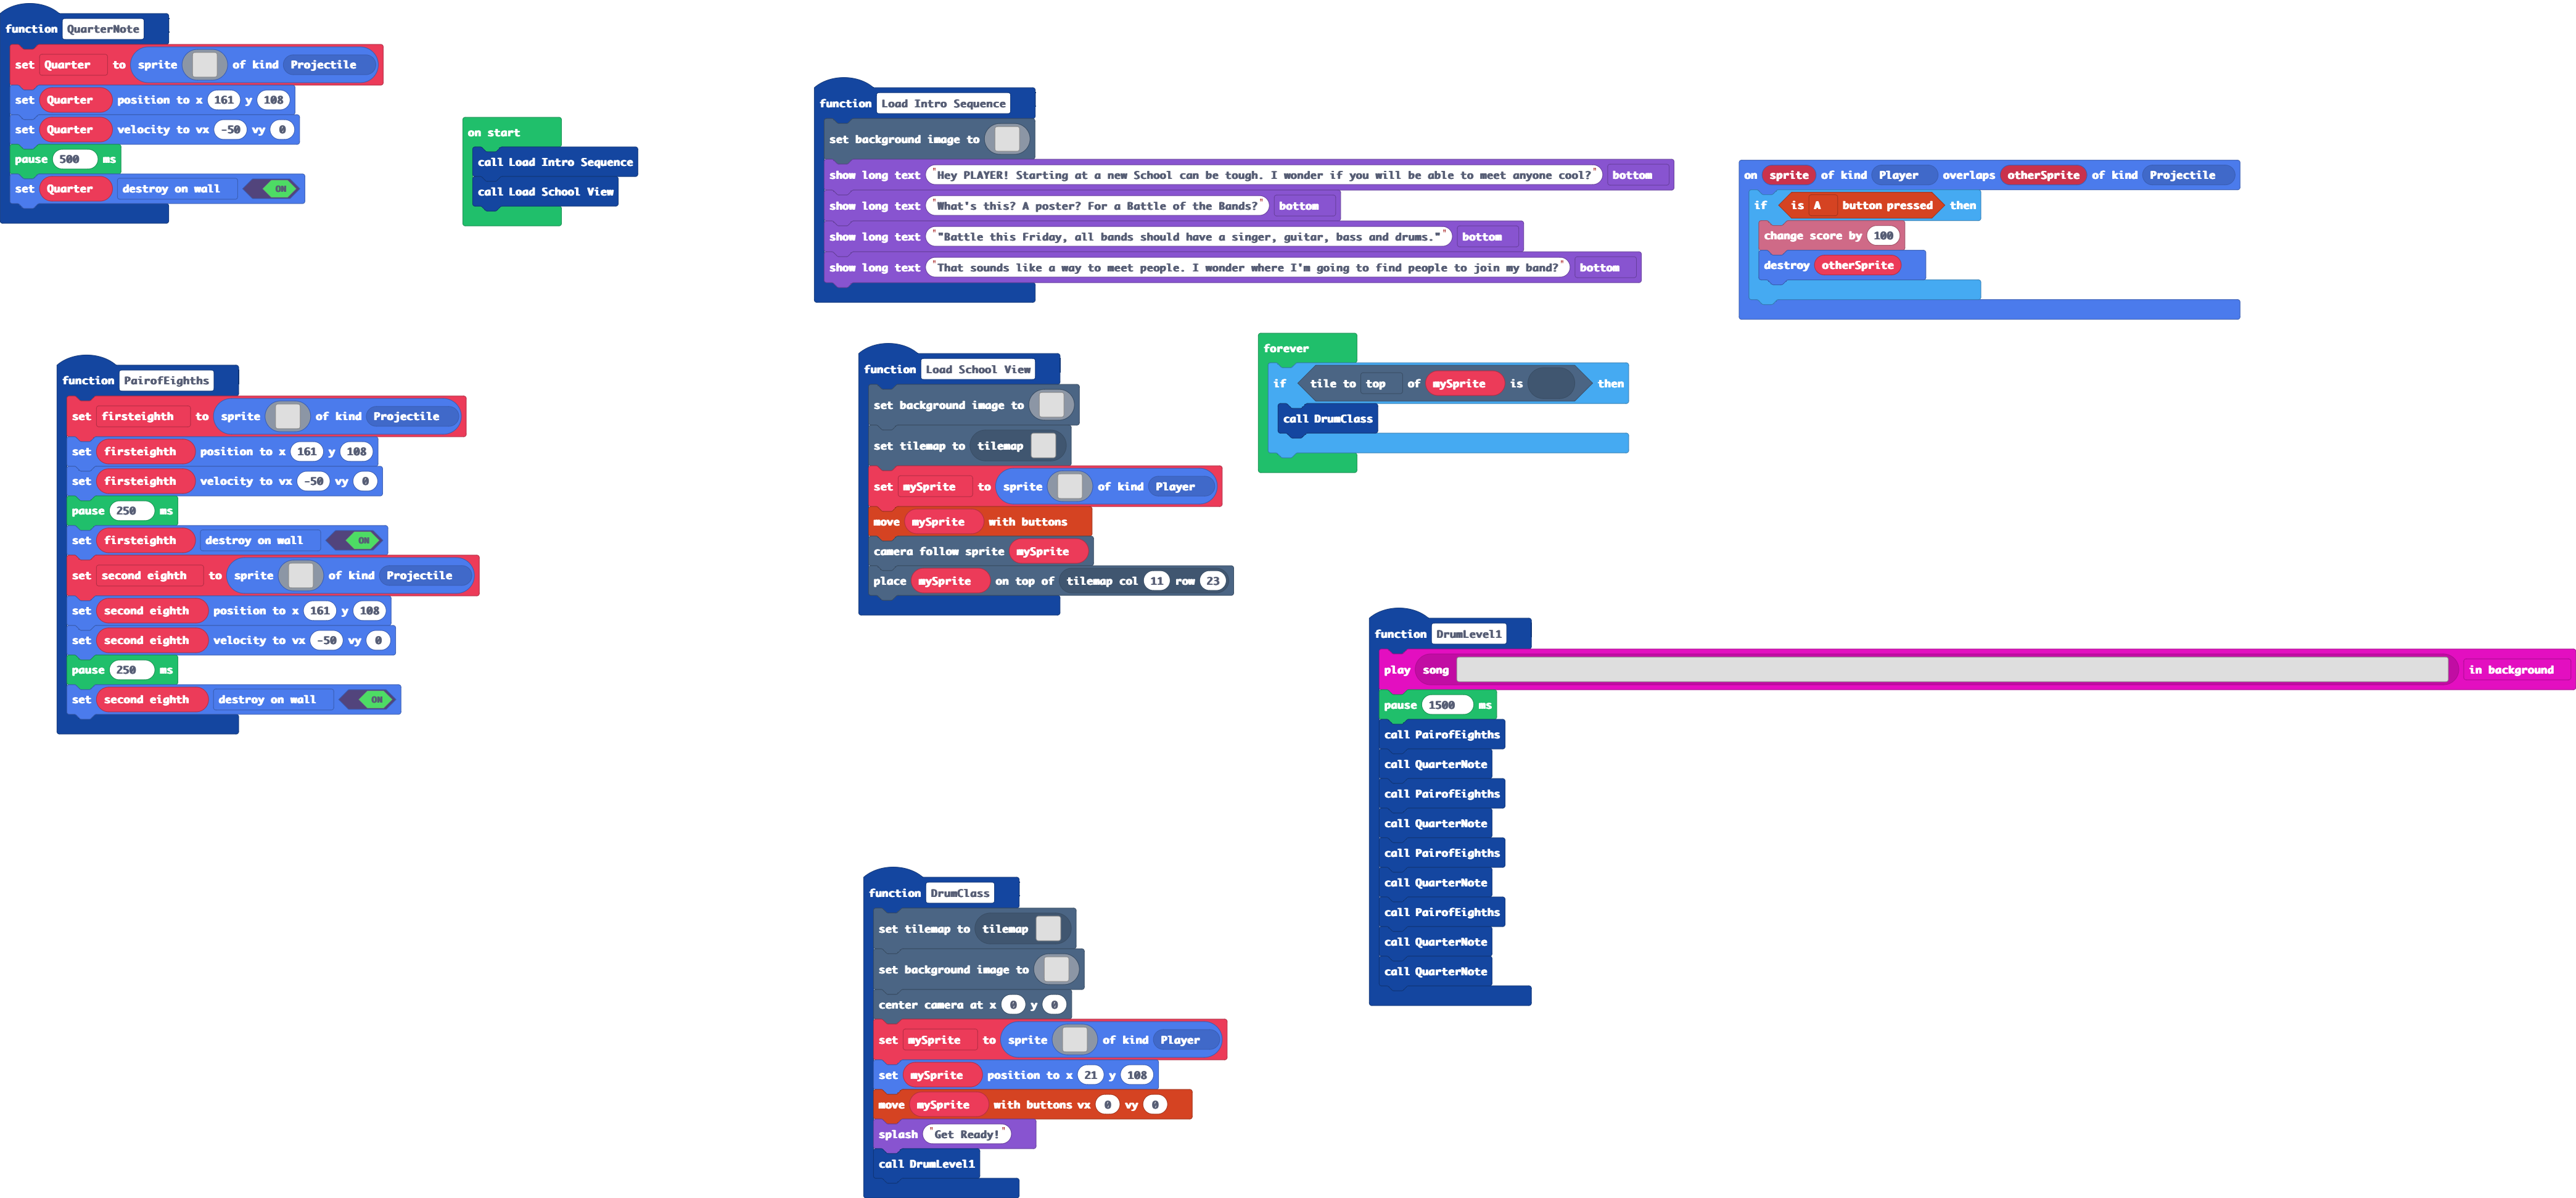 function QuarterNote
set Quarter to sprite of kind Projectile
set Quarter position to x 161 y 108
set Quarter velocity to vx -50 vy 0
pause 500 ms
set Quarter destroy on wall ON
on start
call Load Intro Sequence
call Load School View
function Load Intro Sequence
set background image to
show long text "Hey PLAYER! Starting at a new School can be tough. I wonder if you will be able to meet anyone cool?" bottom
show long text "What's this? A poster? For a Battle of the Bands?" bottom
show long text ""Battle this Friday, all bands should have a singer, guitar, bass and drums."" bottom
show long text "That sounds like a way to meet people. I wonder where I'm going to find people to join my band?" bottom
on sprite of kind Player overlaps otherSprite of kind Projectile
if is A button pressed then
change score by 100
destroy otherSprite
function PairofEighths
set firsteighth to sprite of kind Projectile
set firsteighth position to x 161 y 108
set firsteighth velocity to vx -50 vy 0
pause 250 ms
set firsteighth destroy on wall ON
set second eighth to sprite of kind Projectile
set second eighth position to x 161 y 108
set second eighth velocity to vx -50 vy 0
pause 250 ms
set second eighth destroy on wall ON
function Load School View
set background image to
set tilemap to tilemap
set mySprite to sprite of kind Player
move mySprite with buttons
camera follow sprite mySprite
place mySprite on top of tilemap col 11 row 23
forever
if tile to top of mySprite is then
call DrumClass
function DrumLevel1
play song in background
pause 1500 ms
call PairofEighths
call QuarterNote
call PairofEighths
call QuarterNote
call PairofEighths
call QuarterNote
call PairofEighths
call QuarterNote
call QuarterNote
function DrumClass
set tilemap to tilemap
set background image to
center camera at x 0 y 0
set mySprite to sprite of kind Player
set mySprite position to x 21 y 108
move mySprite with buttons vx 0 vy 0
splash "Get Ready!"
call DrumLevel1